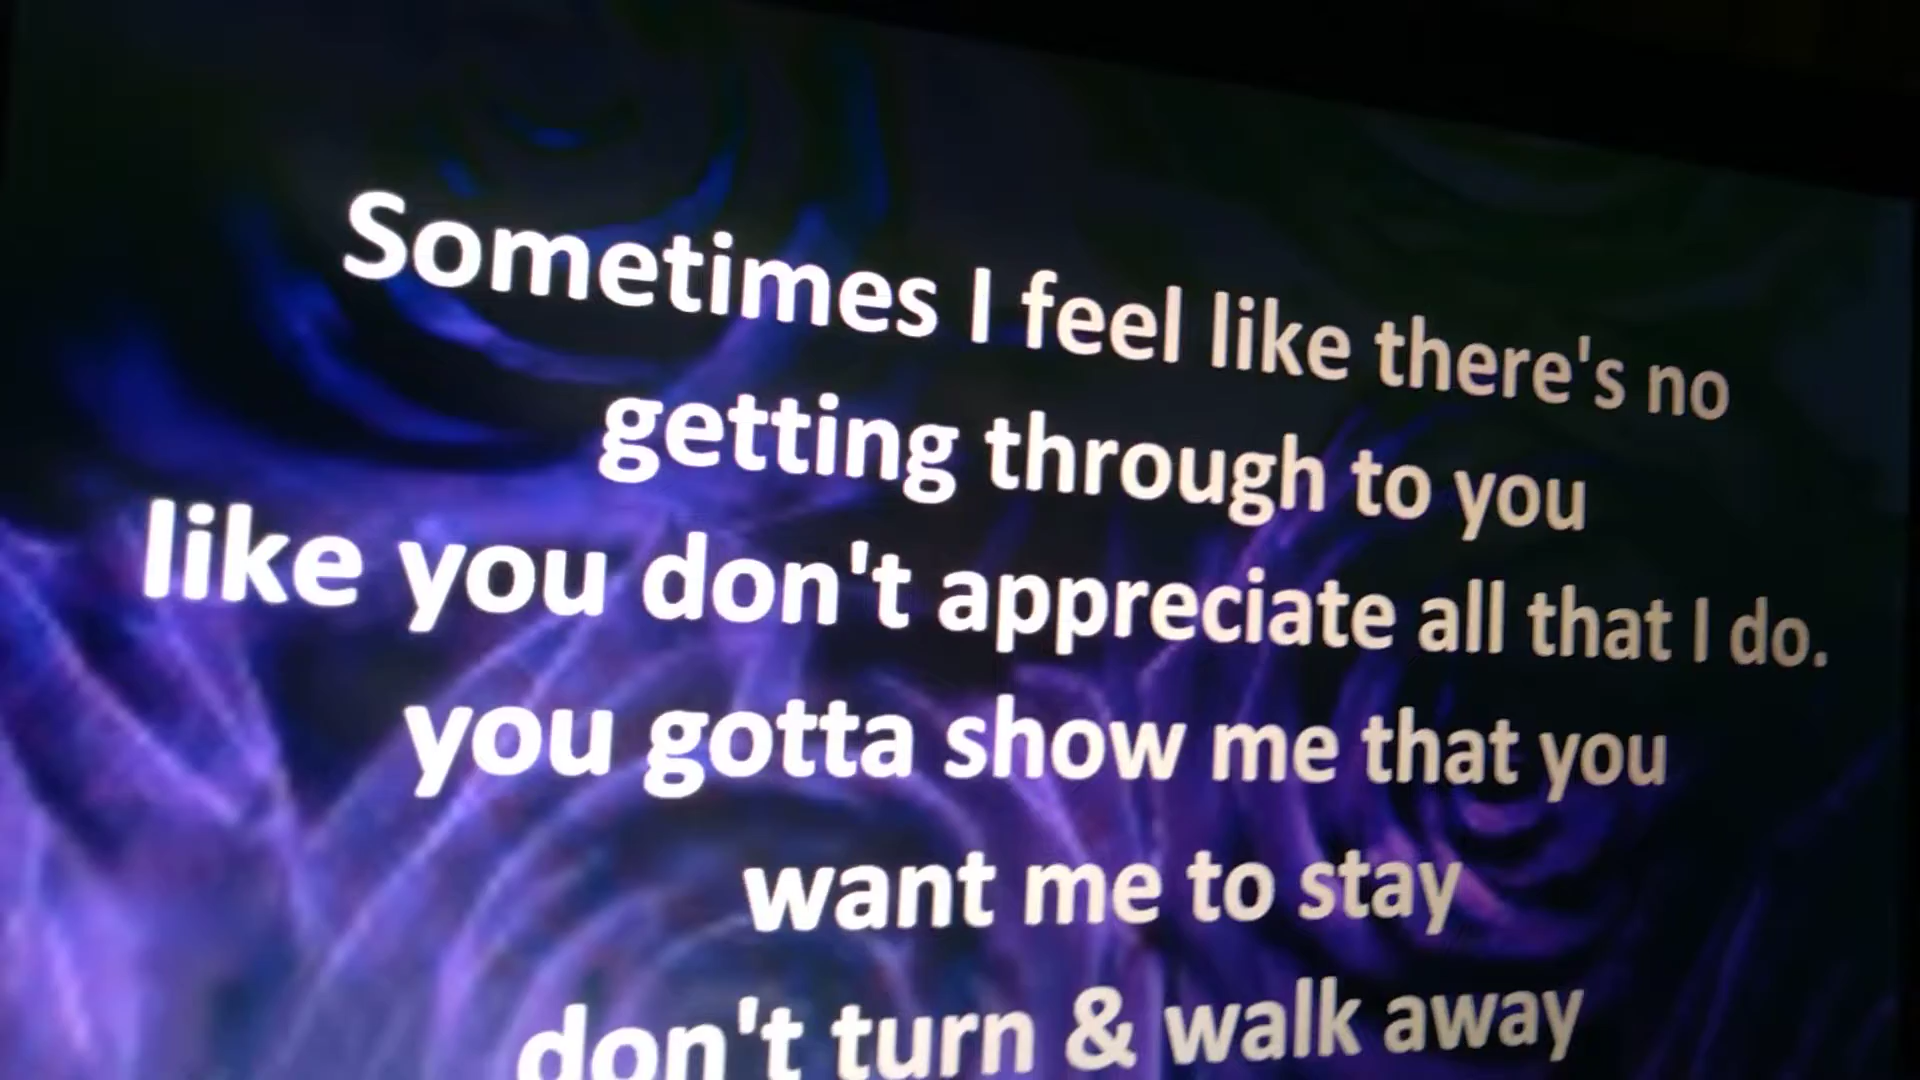 Sometimes I feel like there's no
getting through to you
like you don't appreciate all that I do.
you gotta show me that you
want me to stay
don't turn & walk away